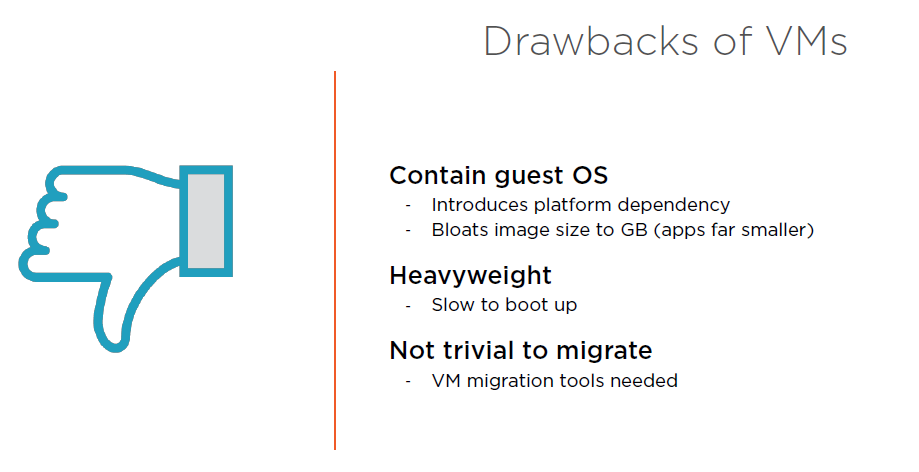 Drawbacks of VMs
Contain guest OS
- Introduces platform dependency
- Bloats image size to GB (apps far smaller)
Heavyweight
- Slow to boot up
Not trivial to migrate
- VM migration tools needed